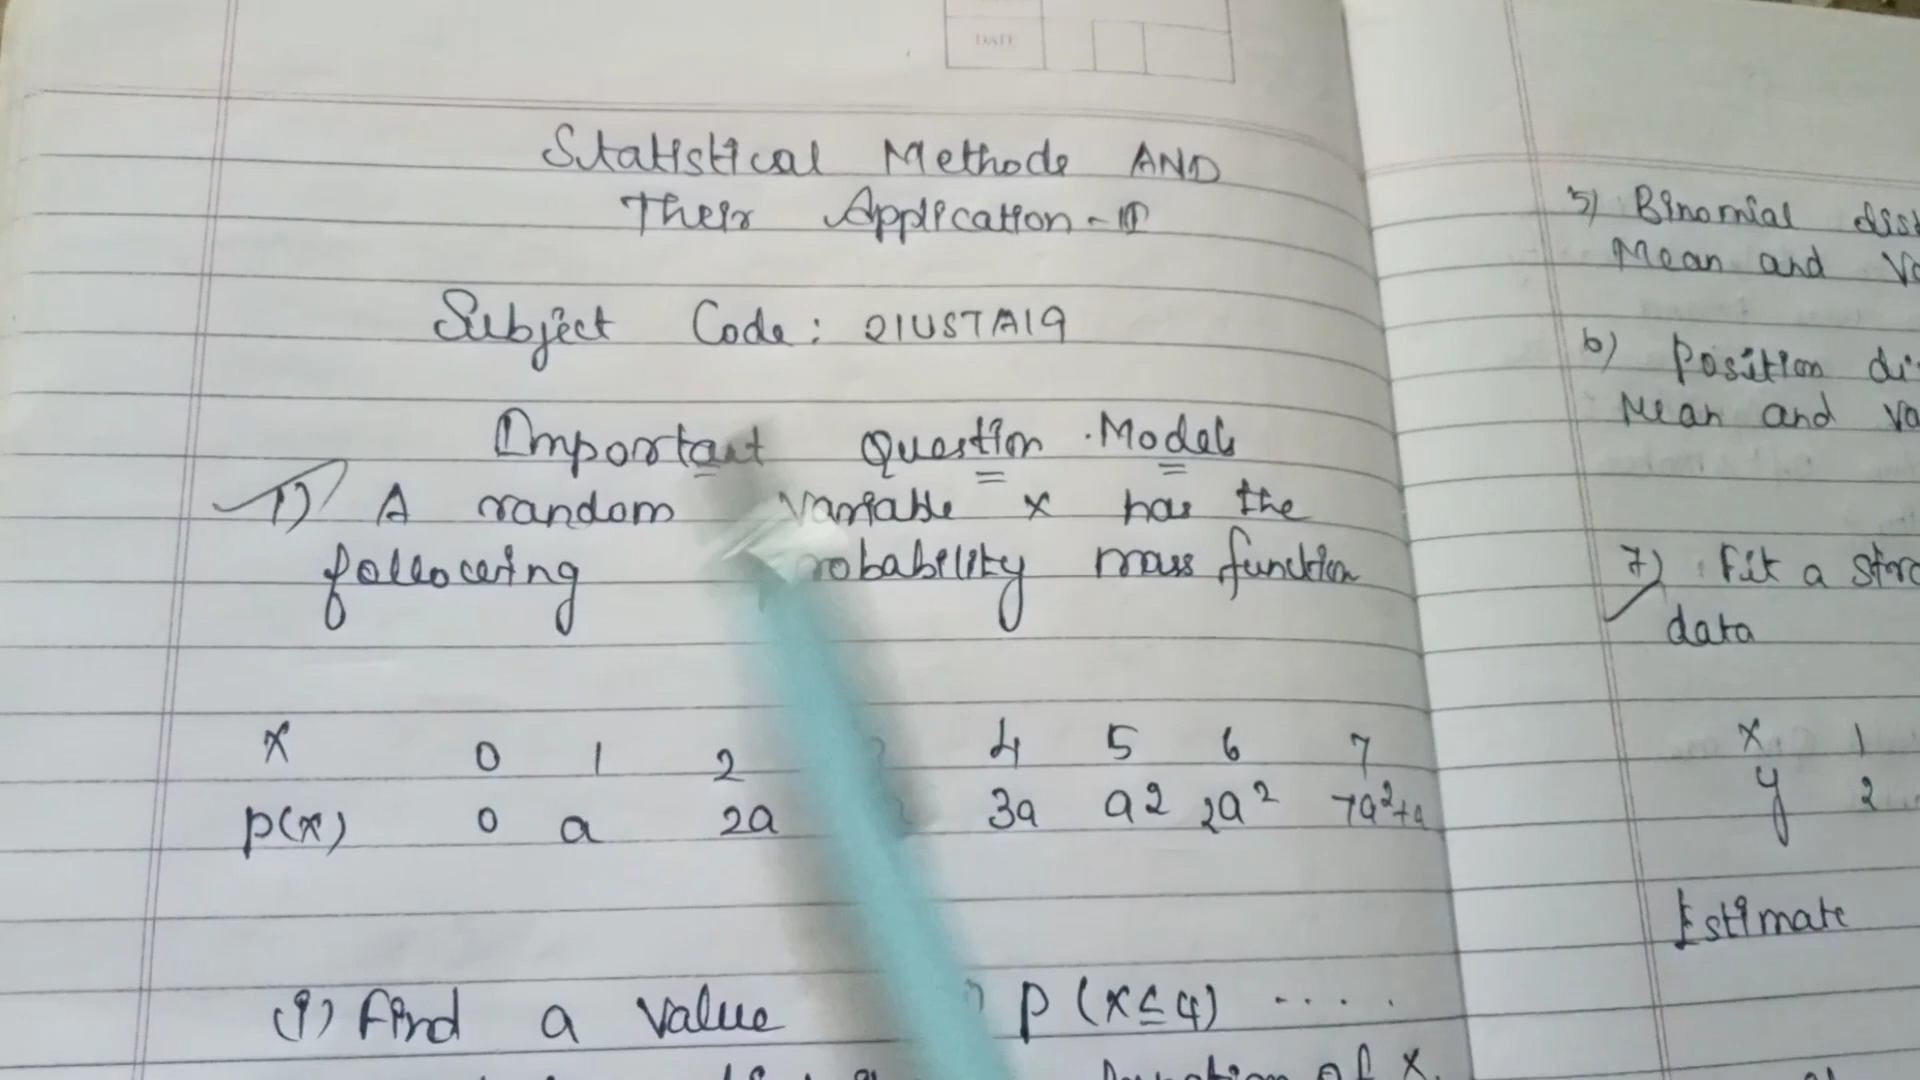 DATE
Statistical Methods AND
Their Application - II
Subject Code: 21USTA19
Important Question Models
1) A random variable x has the
following probability mass function
x 0 1 2 4 5 6 7
p(x) 0 a 2a 3a a2 2a² 7a²+a
(i) Find a value P(x≤4) ....
of x.
5) Binomial
Mean and
6) Position
Mean and
7) Fit a
data
x 1
y 2
Estimate